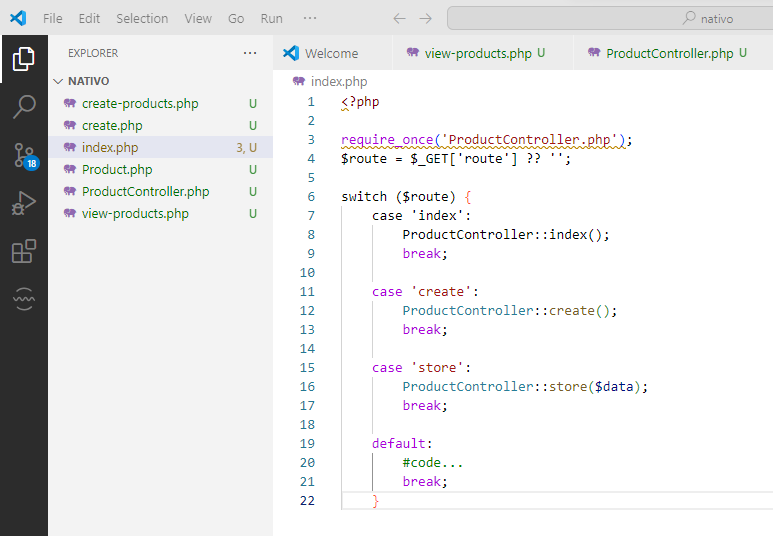 File Edit Selection View Go Run ··· nativo
EXPLORER ···
NATIVO
create-products.php U
create.php U
index.php 3, U
Product.php U
ProductController.php U
view-products.php U
18
Welcome view-products.php U ProductController.php U
index.php
1 <?php
2
3 require_once('ProductController.php');
4 $route = $_GET['route'] ?? '';
5
6 switch ($route) {
7 case 'index':
8 ProductController::index();
9 break;
10
11 case 'create':
12 ProductController::create();
13 break;
14
15 case 'store':
16 ProductController::store($data);
17 break;
18
19 default:
20 #code...
21 break;
22 }